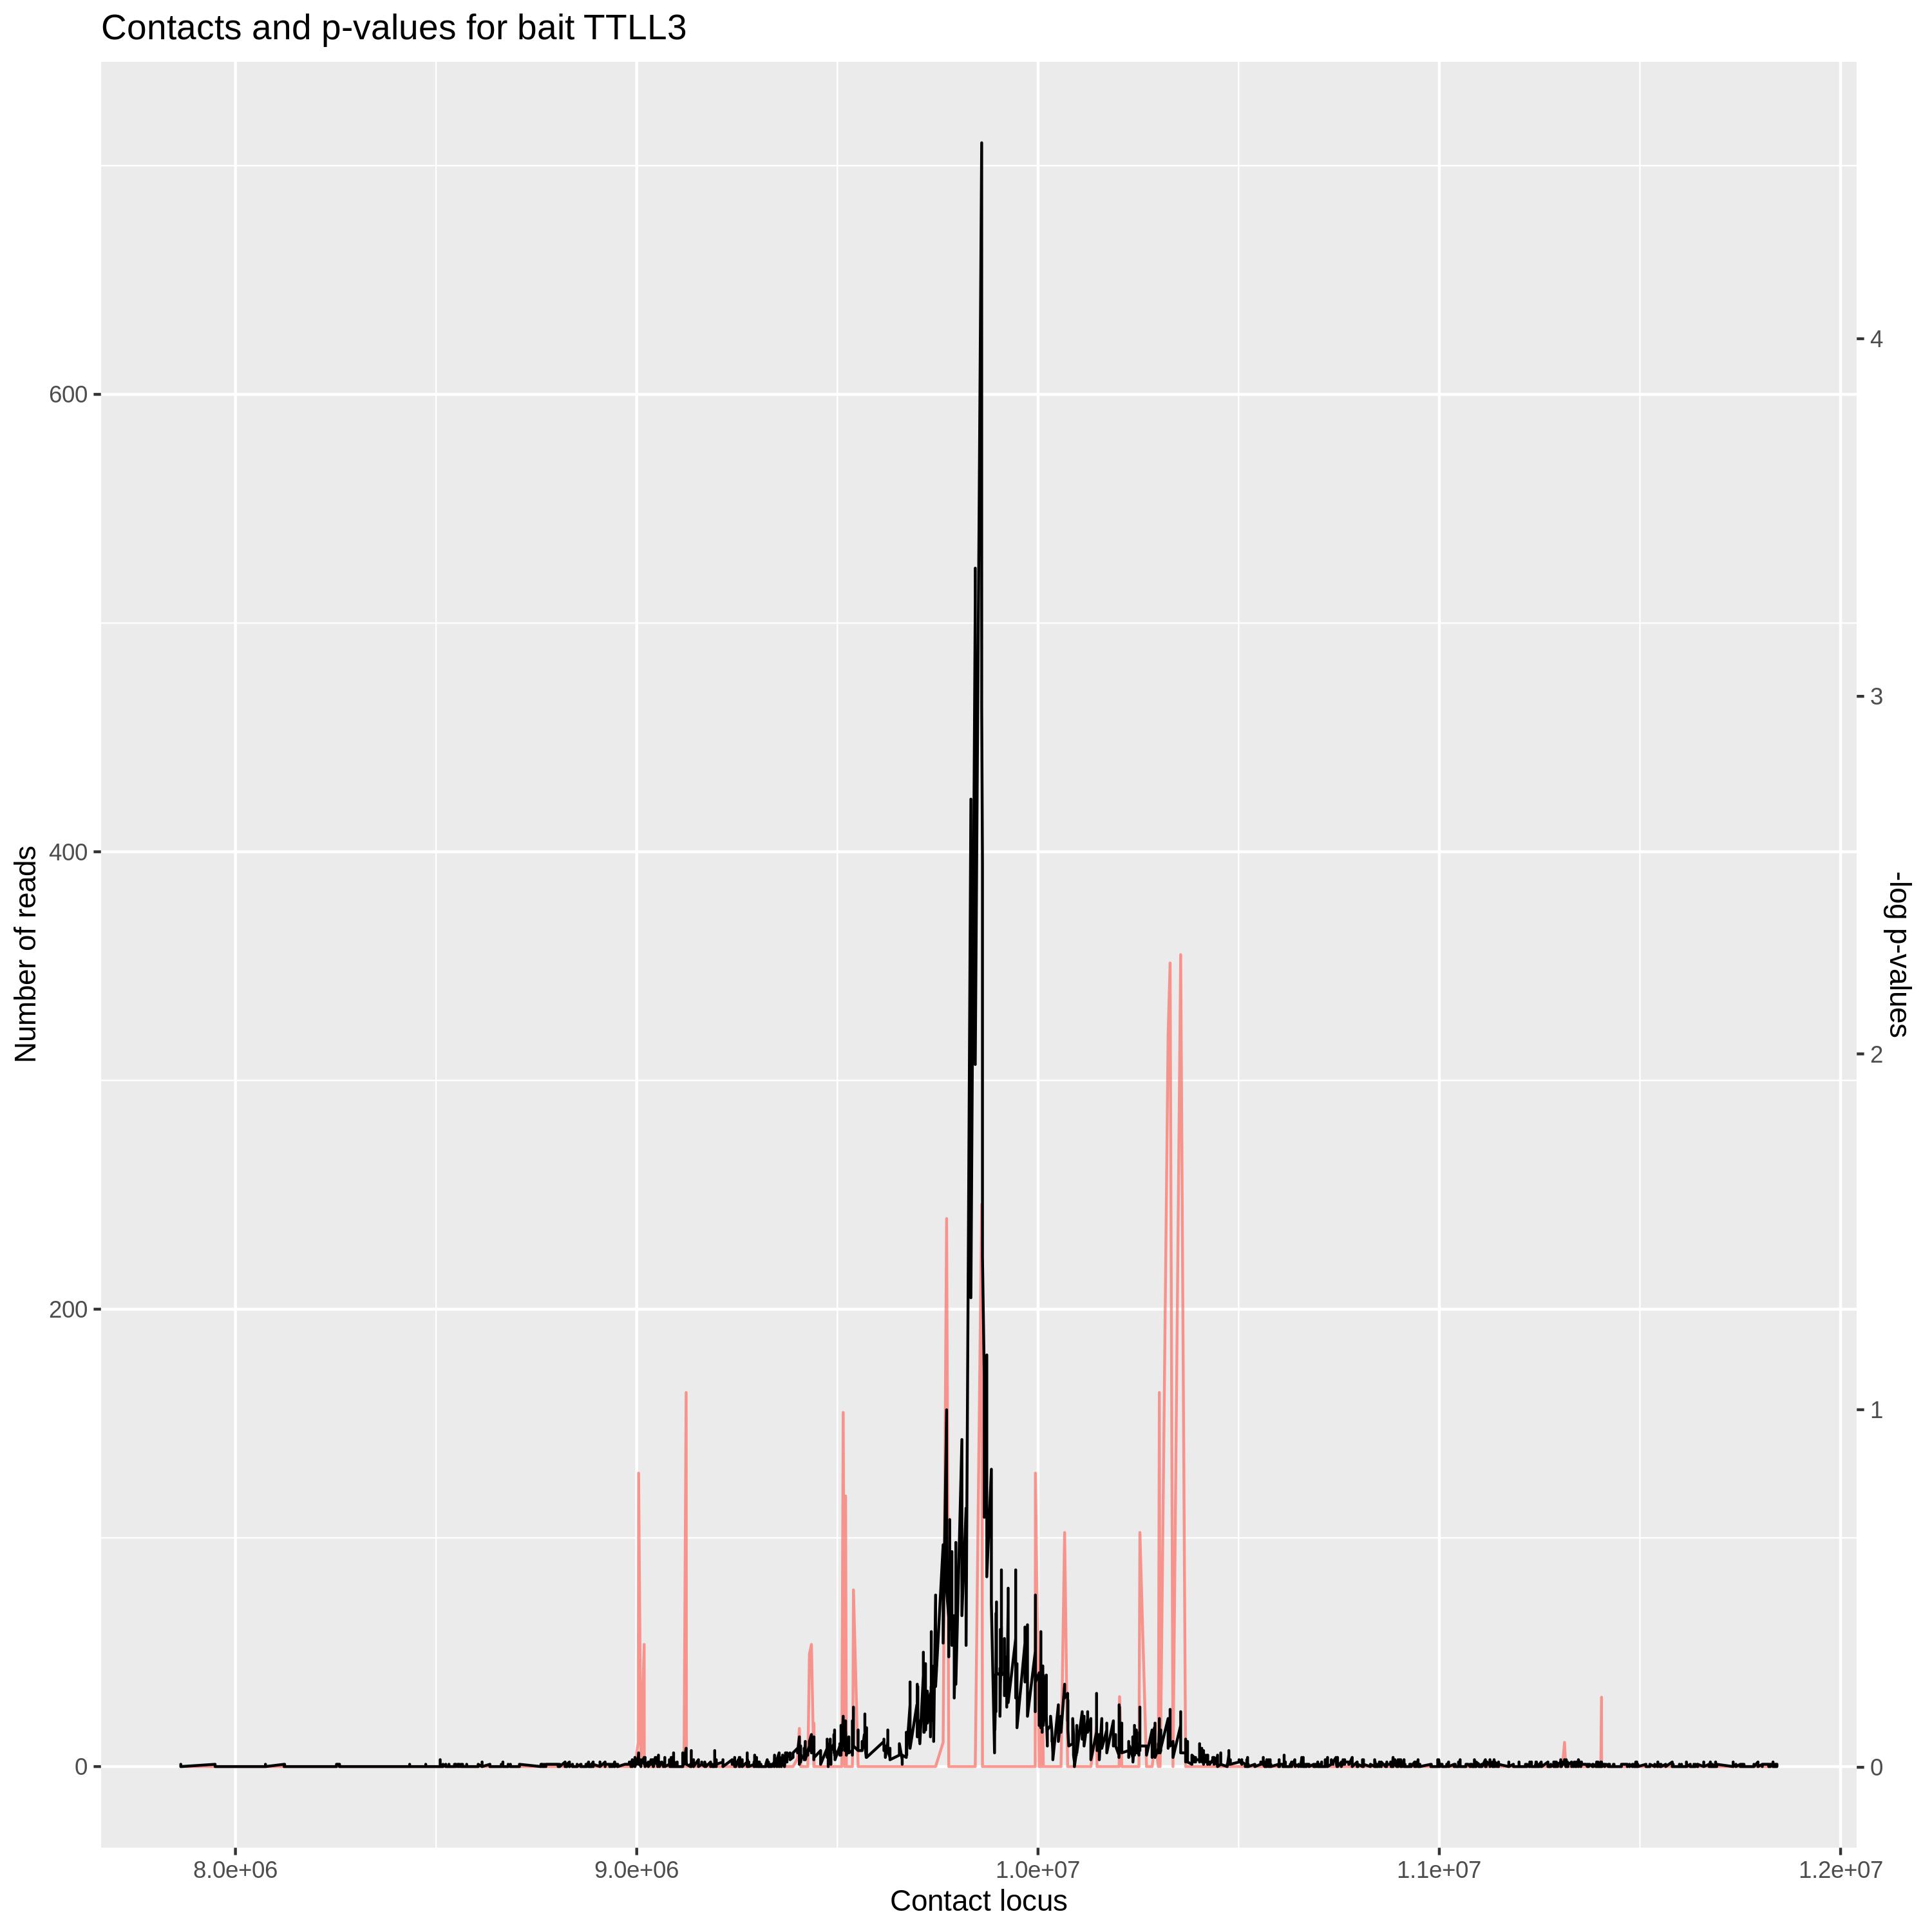 Contacts and p-values for bait TTLL3
600
400
200
0
Number of reads
4
3
2
1
0
-log p-values
8.0e+06
9.0e+06
1.0e+07
1.1e+07
1.2e+07
Contact locus